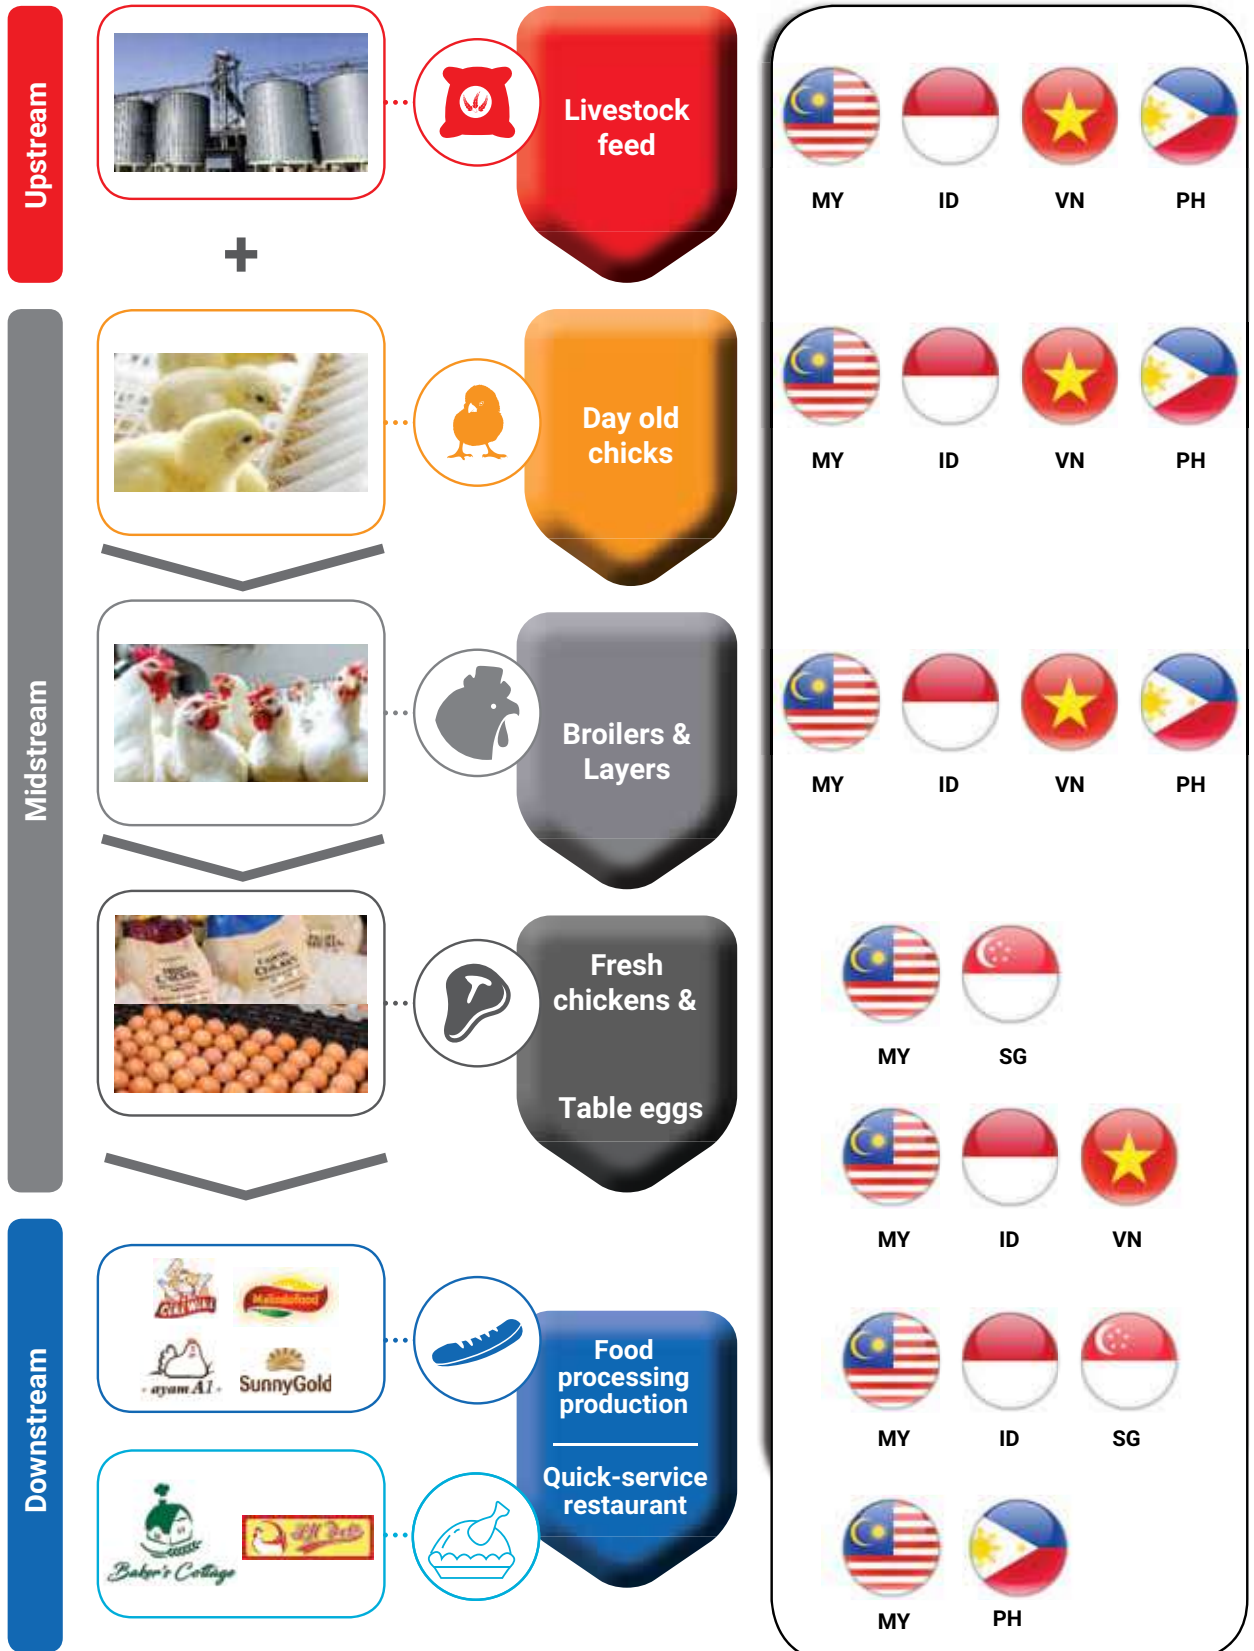 Upstream
Livestock
feed
MY ID VN PH
Midstream
Day old
chicks
MY ID VN PH
Broilers &
Layers
MY ID VN PH
Fresh
chickens &
MY SG
Table eggs
MY ID VN
Downstream
ayam A1
SunnyGold
Food
processing
production
MY ID SG
Baker's Cottage
Quick-service
restaurant
MY PH